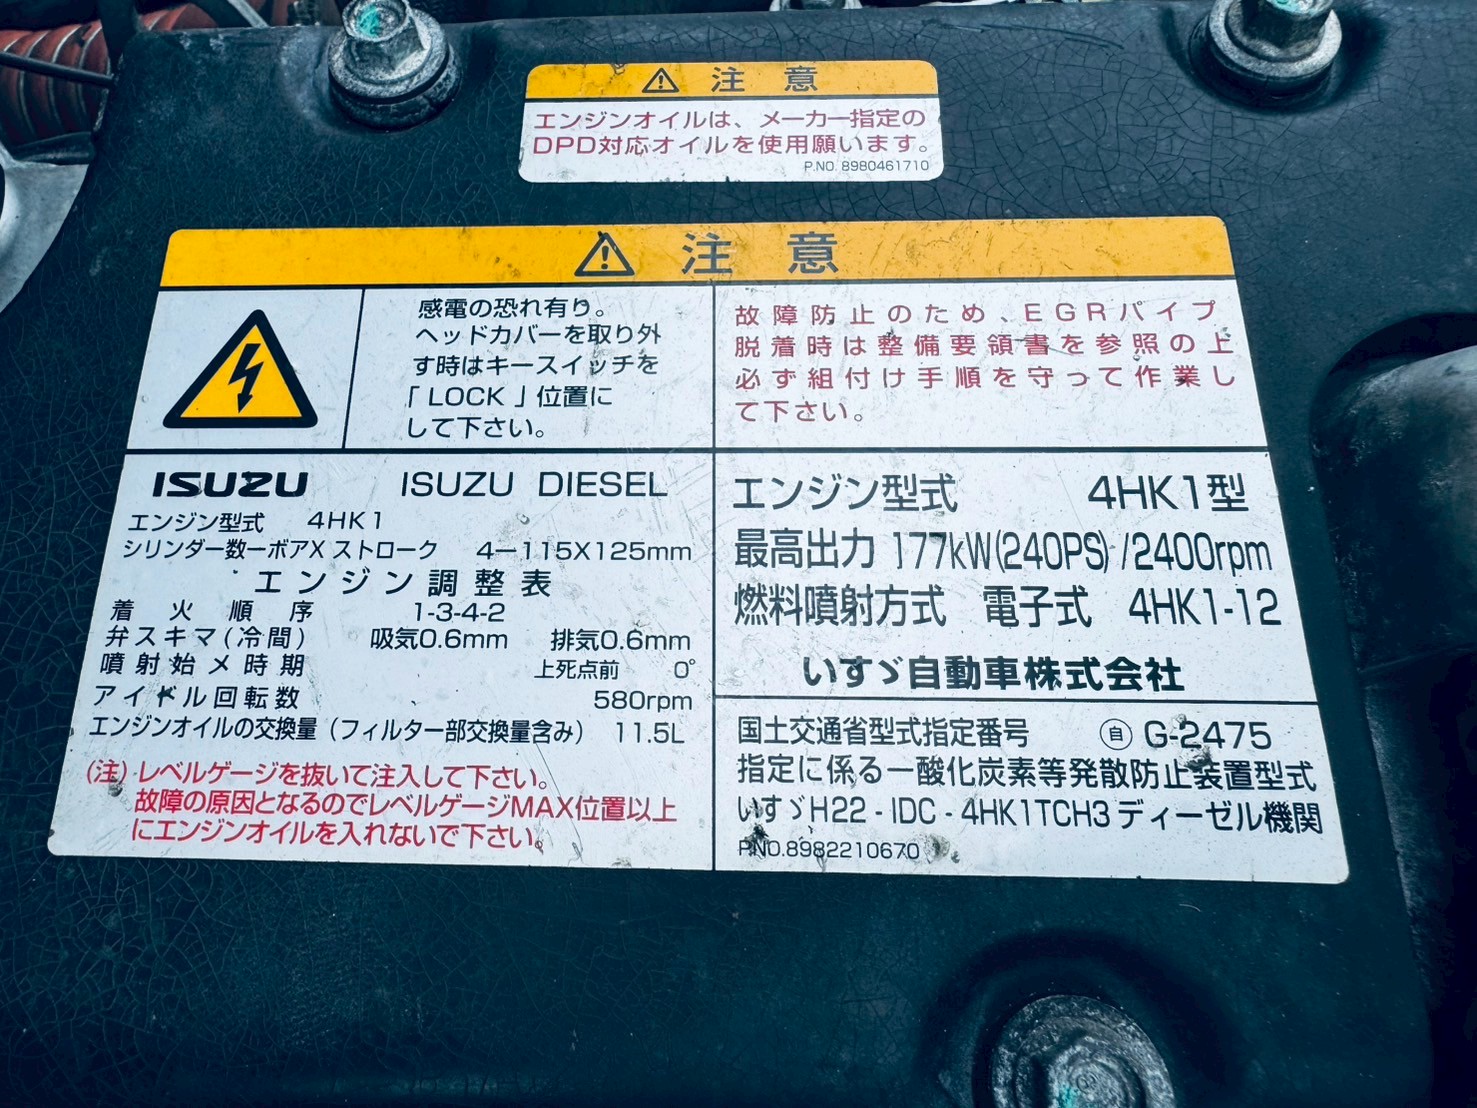 注意
エンジンオイルは、メーカー指定の
DPD対応オイルを使用願います。
P.NO. 8980461710
注意
感電の恐れ有り。
ヘッドカバーを取り外
す時はキースイッチを
「LOCK」位置に
して下さい。
故障防止のため、EGRパイプ
脱着時は整備要領書を参照の上
必ず組付け手順を守って作業し
て下さい。
ISUZU ISUZU DIESEL
エンジン型式 4HK1
シリンダー数ーボアXストローク 4ー115X125mm
エンジン調整表
着火順序 1-3-4-2
弁スキマ(冷間) 吸気0.6mm 排気0.6mm
噴射始メ時期 上死点前 0°
アイドル回転数 580rpm
エンジンオイルの交換量(フィルター部交換量含み) 11.5L
(注)レベルゲージを抜いて注入して下さい。
故障の原因となるのでレベルゲージMAX位置以上
にエンジンオイルを入れないで下さい。
エンジン型式 4HK1型
最高出力 177kW(240PS)/2400rpm
燃料噴射方式 電子式 4HK1-12
いすゞ自動車株式会社
国土交通省型式指定番号 ㉂ G-2475
指定に係る一酸化炭素等発散防止装置型式
いすゞH22-IDC-4HK1TCH3ディーゼル機関
P.NO.8982210670